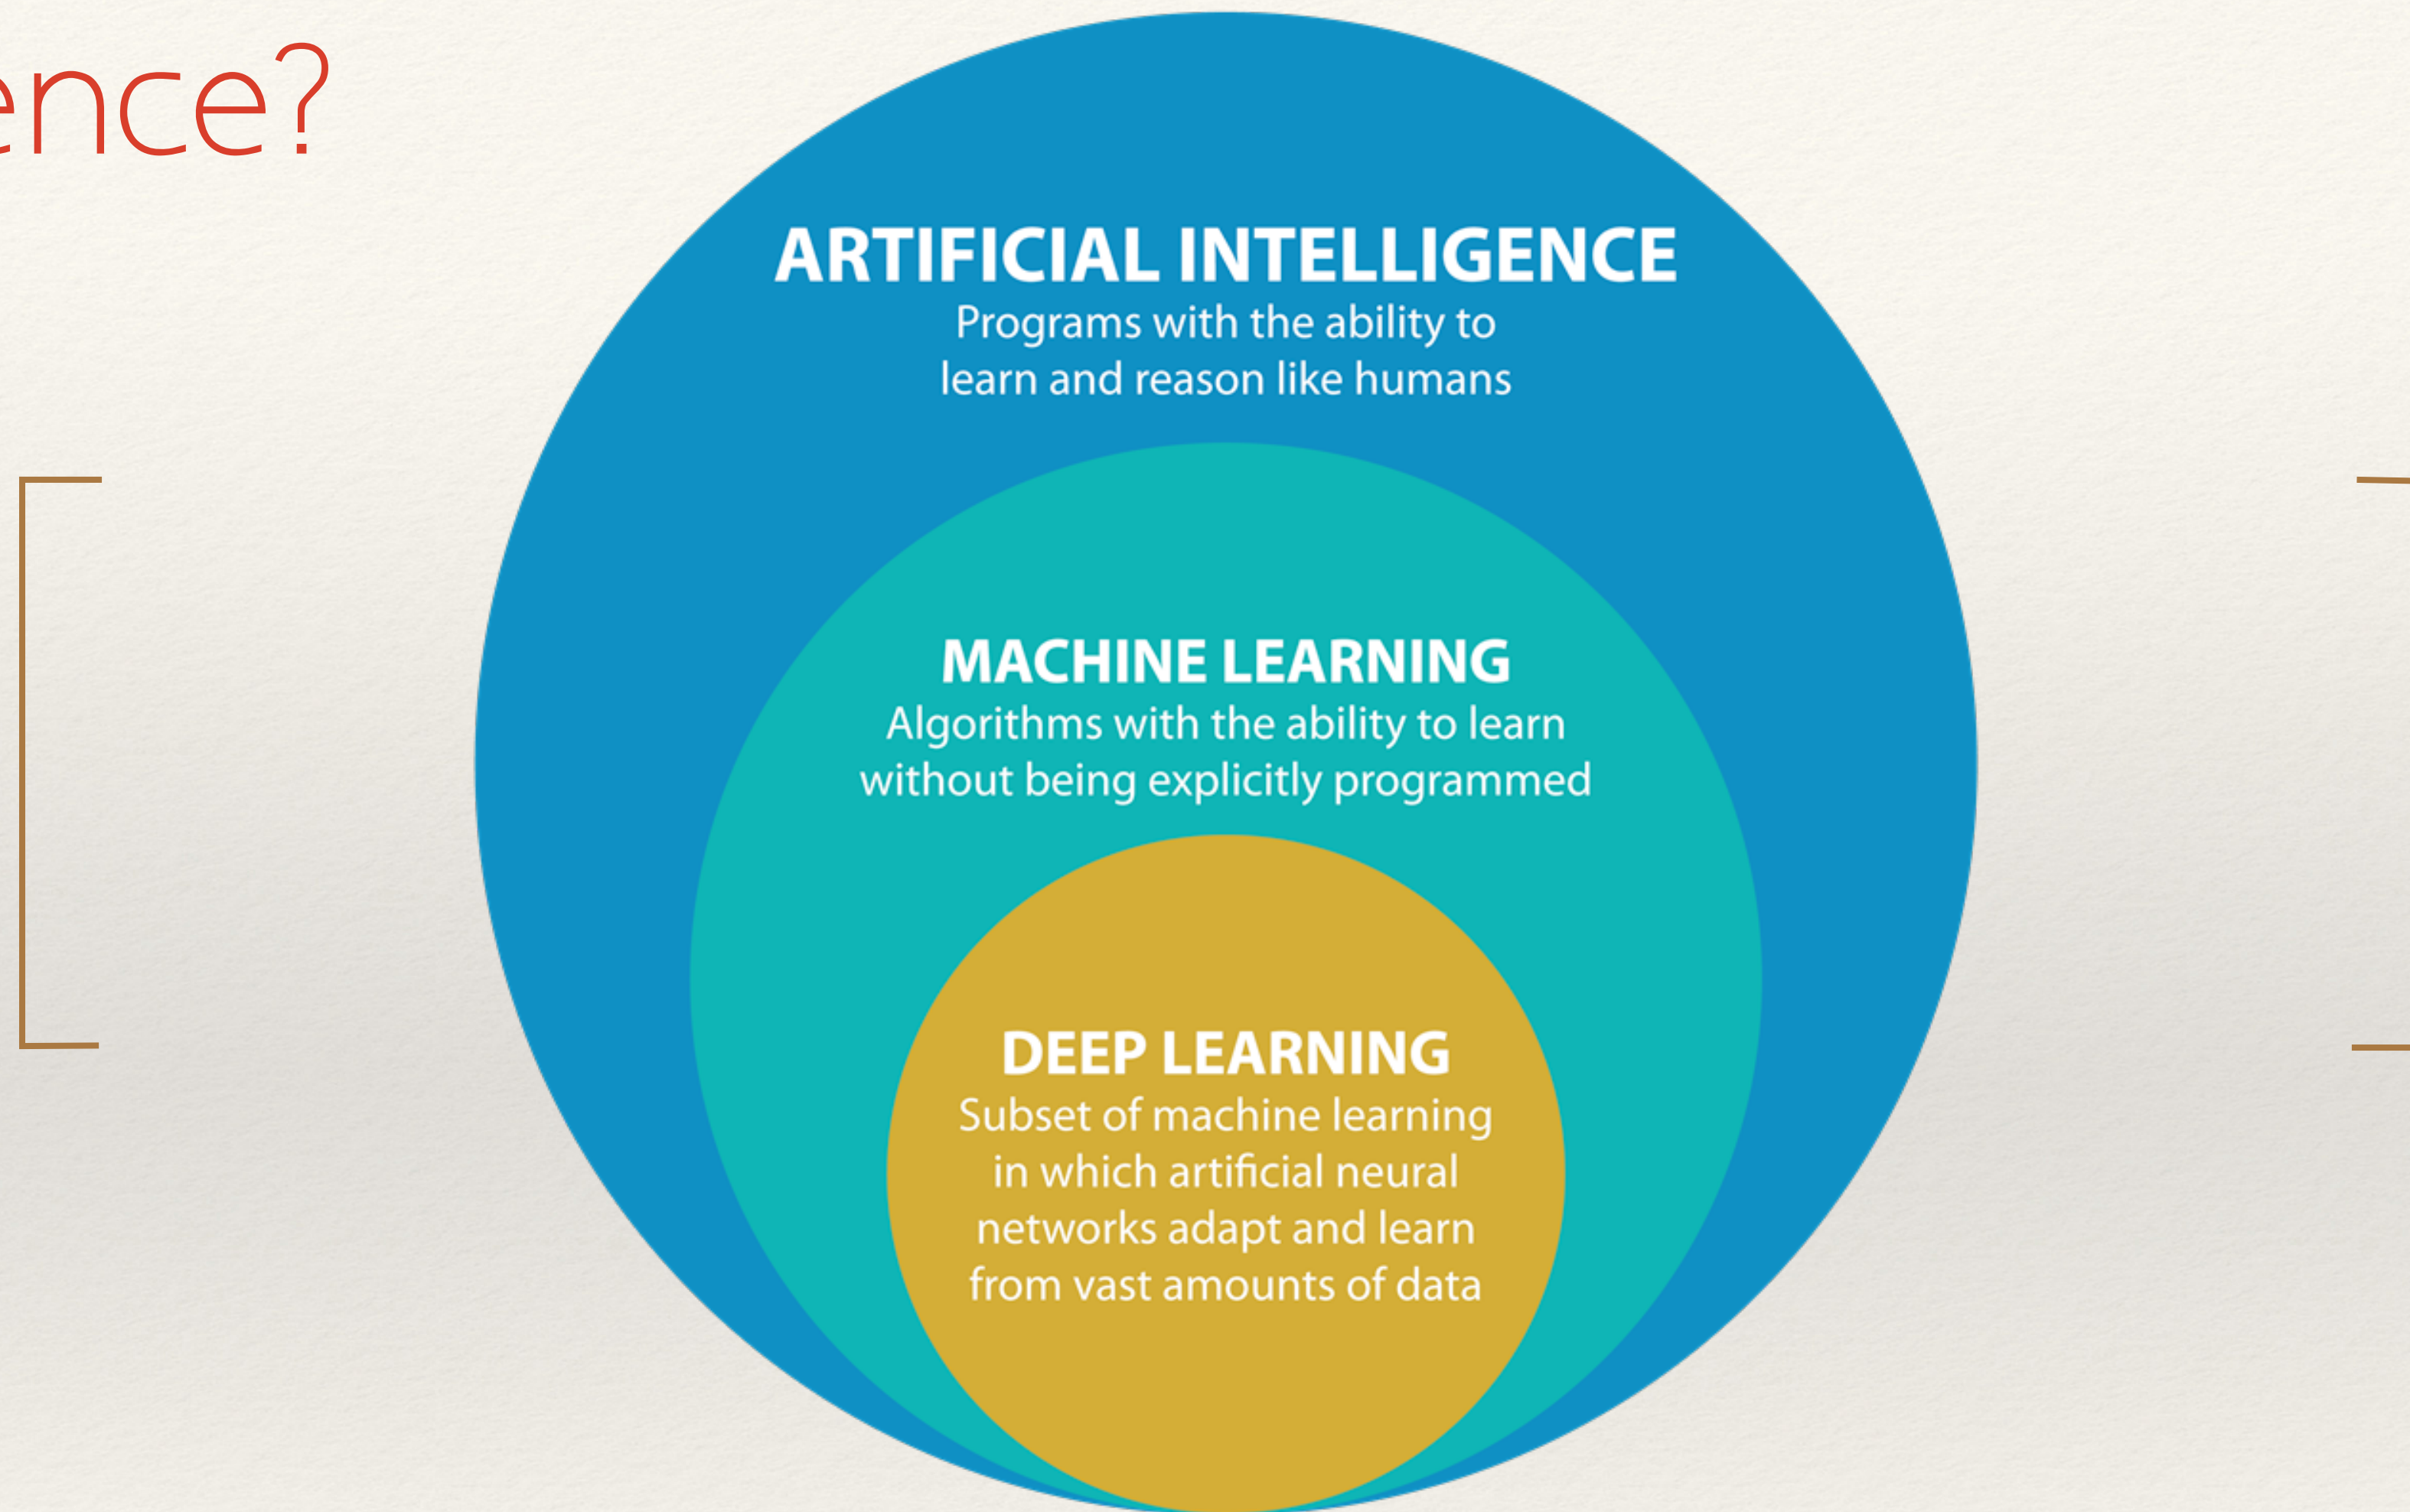 ence?
ARTIFICIAL INTELLIGENCE
Programs with the ability to
learn and reason like humans
MACHINE LEARNING
Algorithms with the ability to learn
without being explicitly programmed
DEEP LEARNING
Subset of machine learning
in which artificial neural
networks adapt and learn
from vast amounts of data